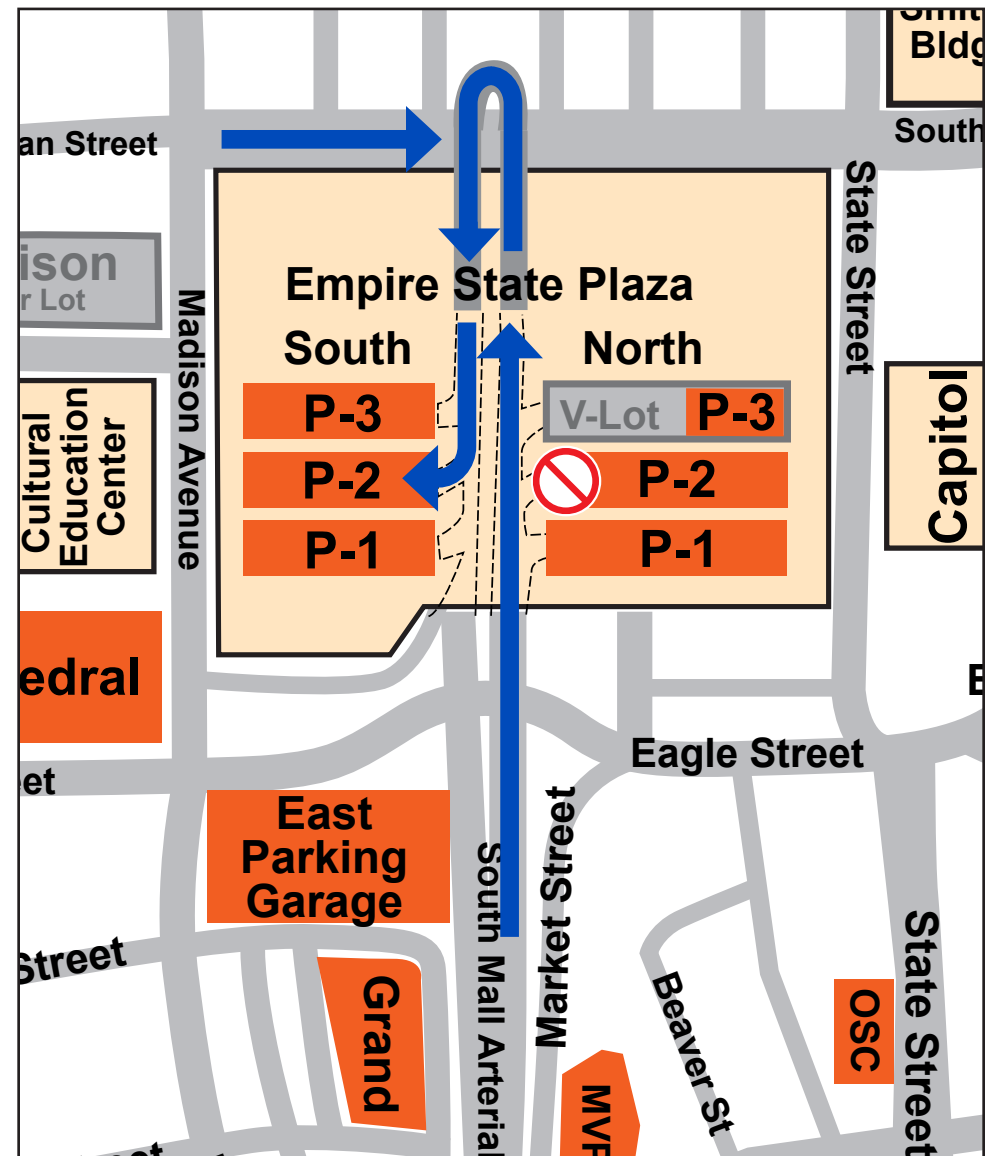 Bldg
an Street
South
State Street
ison
r Lot
Empire State Plaza
South
North
Madison Avenue
P-3
V-Lot
P-3
Cultural
Education
Center
Capitol
P-2
P-2
P-1
P-1
edral
E
Eagle Street
et
East
Parking
Garage
Market Street
South Mall Arterial
Street
State Street
Grand
Beaver St
OSC
MVP